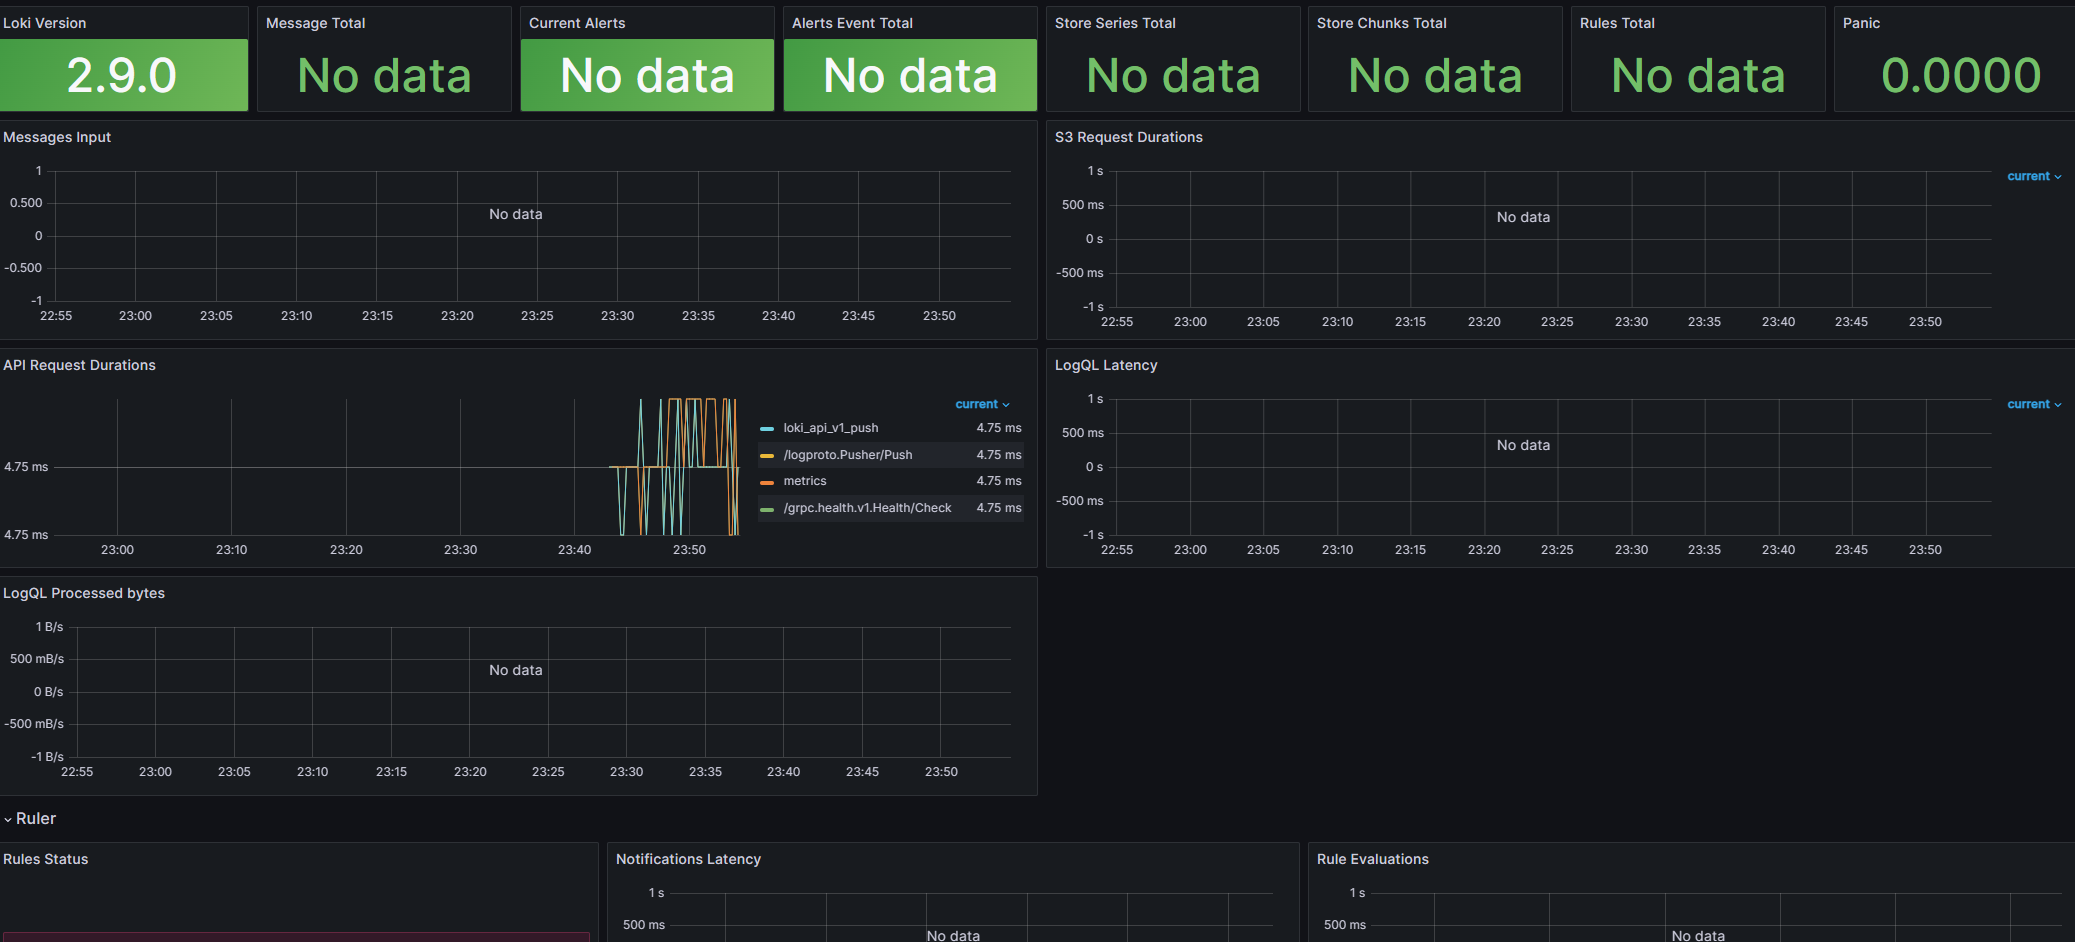 Loki Version
2.9.0
Message Total
No data
Current Alerts
No data
Alerts Event Total
No data
Store Series Total
No data
Store Chunks Total
No data
Rules Total
No data
Panic
0.0000
Messages Input
1
0.500
0
-0.500
-1
No data
22:55 23:00 23:05 23:10 23:15 23:20 23:25 23:30 23:35 23:40 23:45 23:50
S3 Request Durations
1 s
500 ms
0 s
-500 ms
-1 s
No data
current
22:55 23:00 23:05 23:10 23:15 23:20 23:25 23:30 23:35 23:40 23:45 23:50
API Request Durations
4.75 ms
4.75 ms
23:00 23:10 23:20 23:30 23:40 23:50
current
loki_api_v1_push 4.75 ms
/logproto.Pusher/Push 4.75 ms
metrics 4.75 ms
/grpc.health.v1.Health/Check 4.75 ms
LogQL Latency
1 s
500 ms
0 s
-500 ms
-1 s
No data
current
22:55 23:00 23:05 23:10 23:15 23:20 23:25 23:30 23:35 23:40 23:45 23:50
LogQL Processed bytes
1 B/s
500 mB/s
0 B/s
-500 mB/s
-1 B/s
No data
22:55 23:00 23:05 23:10 23:15 23:20 23:25 23:30 23:35 23:40 23:45 23:50
Ruler
Rules Status
Notifications Latency
1 s
500 ms
No data
Rule Evaluations
1 s
500 ms
No data